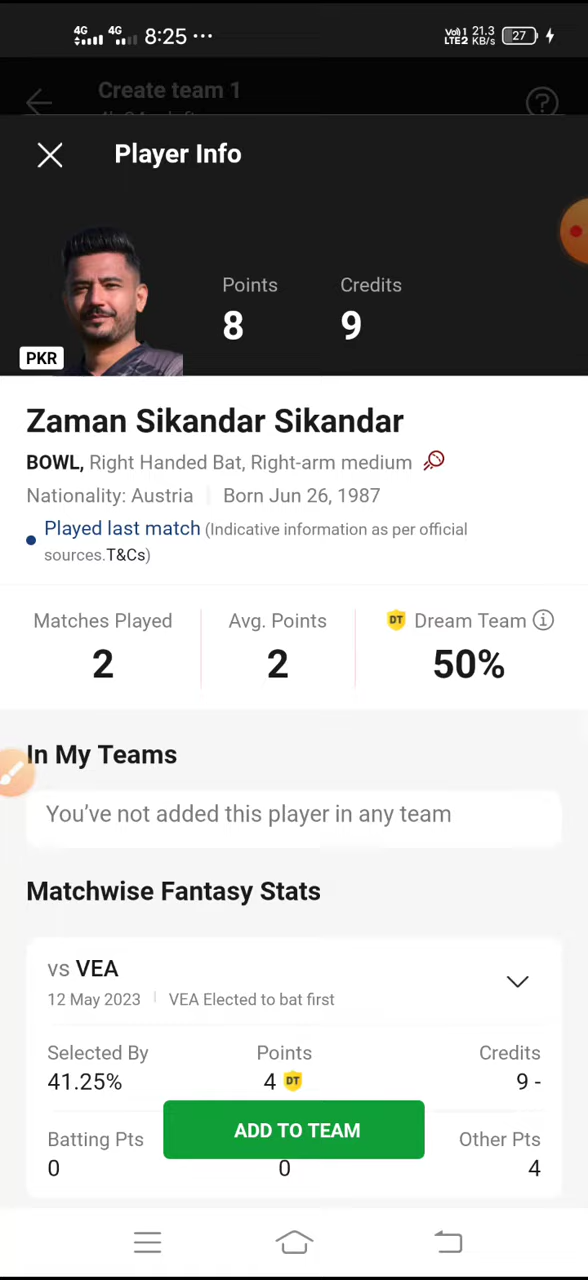 4G 4G 8:25 ··· Vo) 1 LTE2 21.3 KB/s 27
Create team 1
Player Info
Points Credits
8 9
PKR
Zaman Sikandar Sikandar
BOWL, Right Handed Bat, Right-arm medium
Nationality: Austria Born Jun 26, 1987
Played last match (Indicative information as per official
sources.T&Cs)
Matches Played Avg. Points DT Dream Team
2 2 50%
In My Teams
You've not added this player in any team
Matchwise Fantasy Stats
vs VEA
12 May 2023 VEA Elected to bat first
Selected By Points Credits
41.25% 4 DT 9 -
ADD TO TEAM
Batting Pts Other Pts
0 0 4